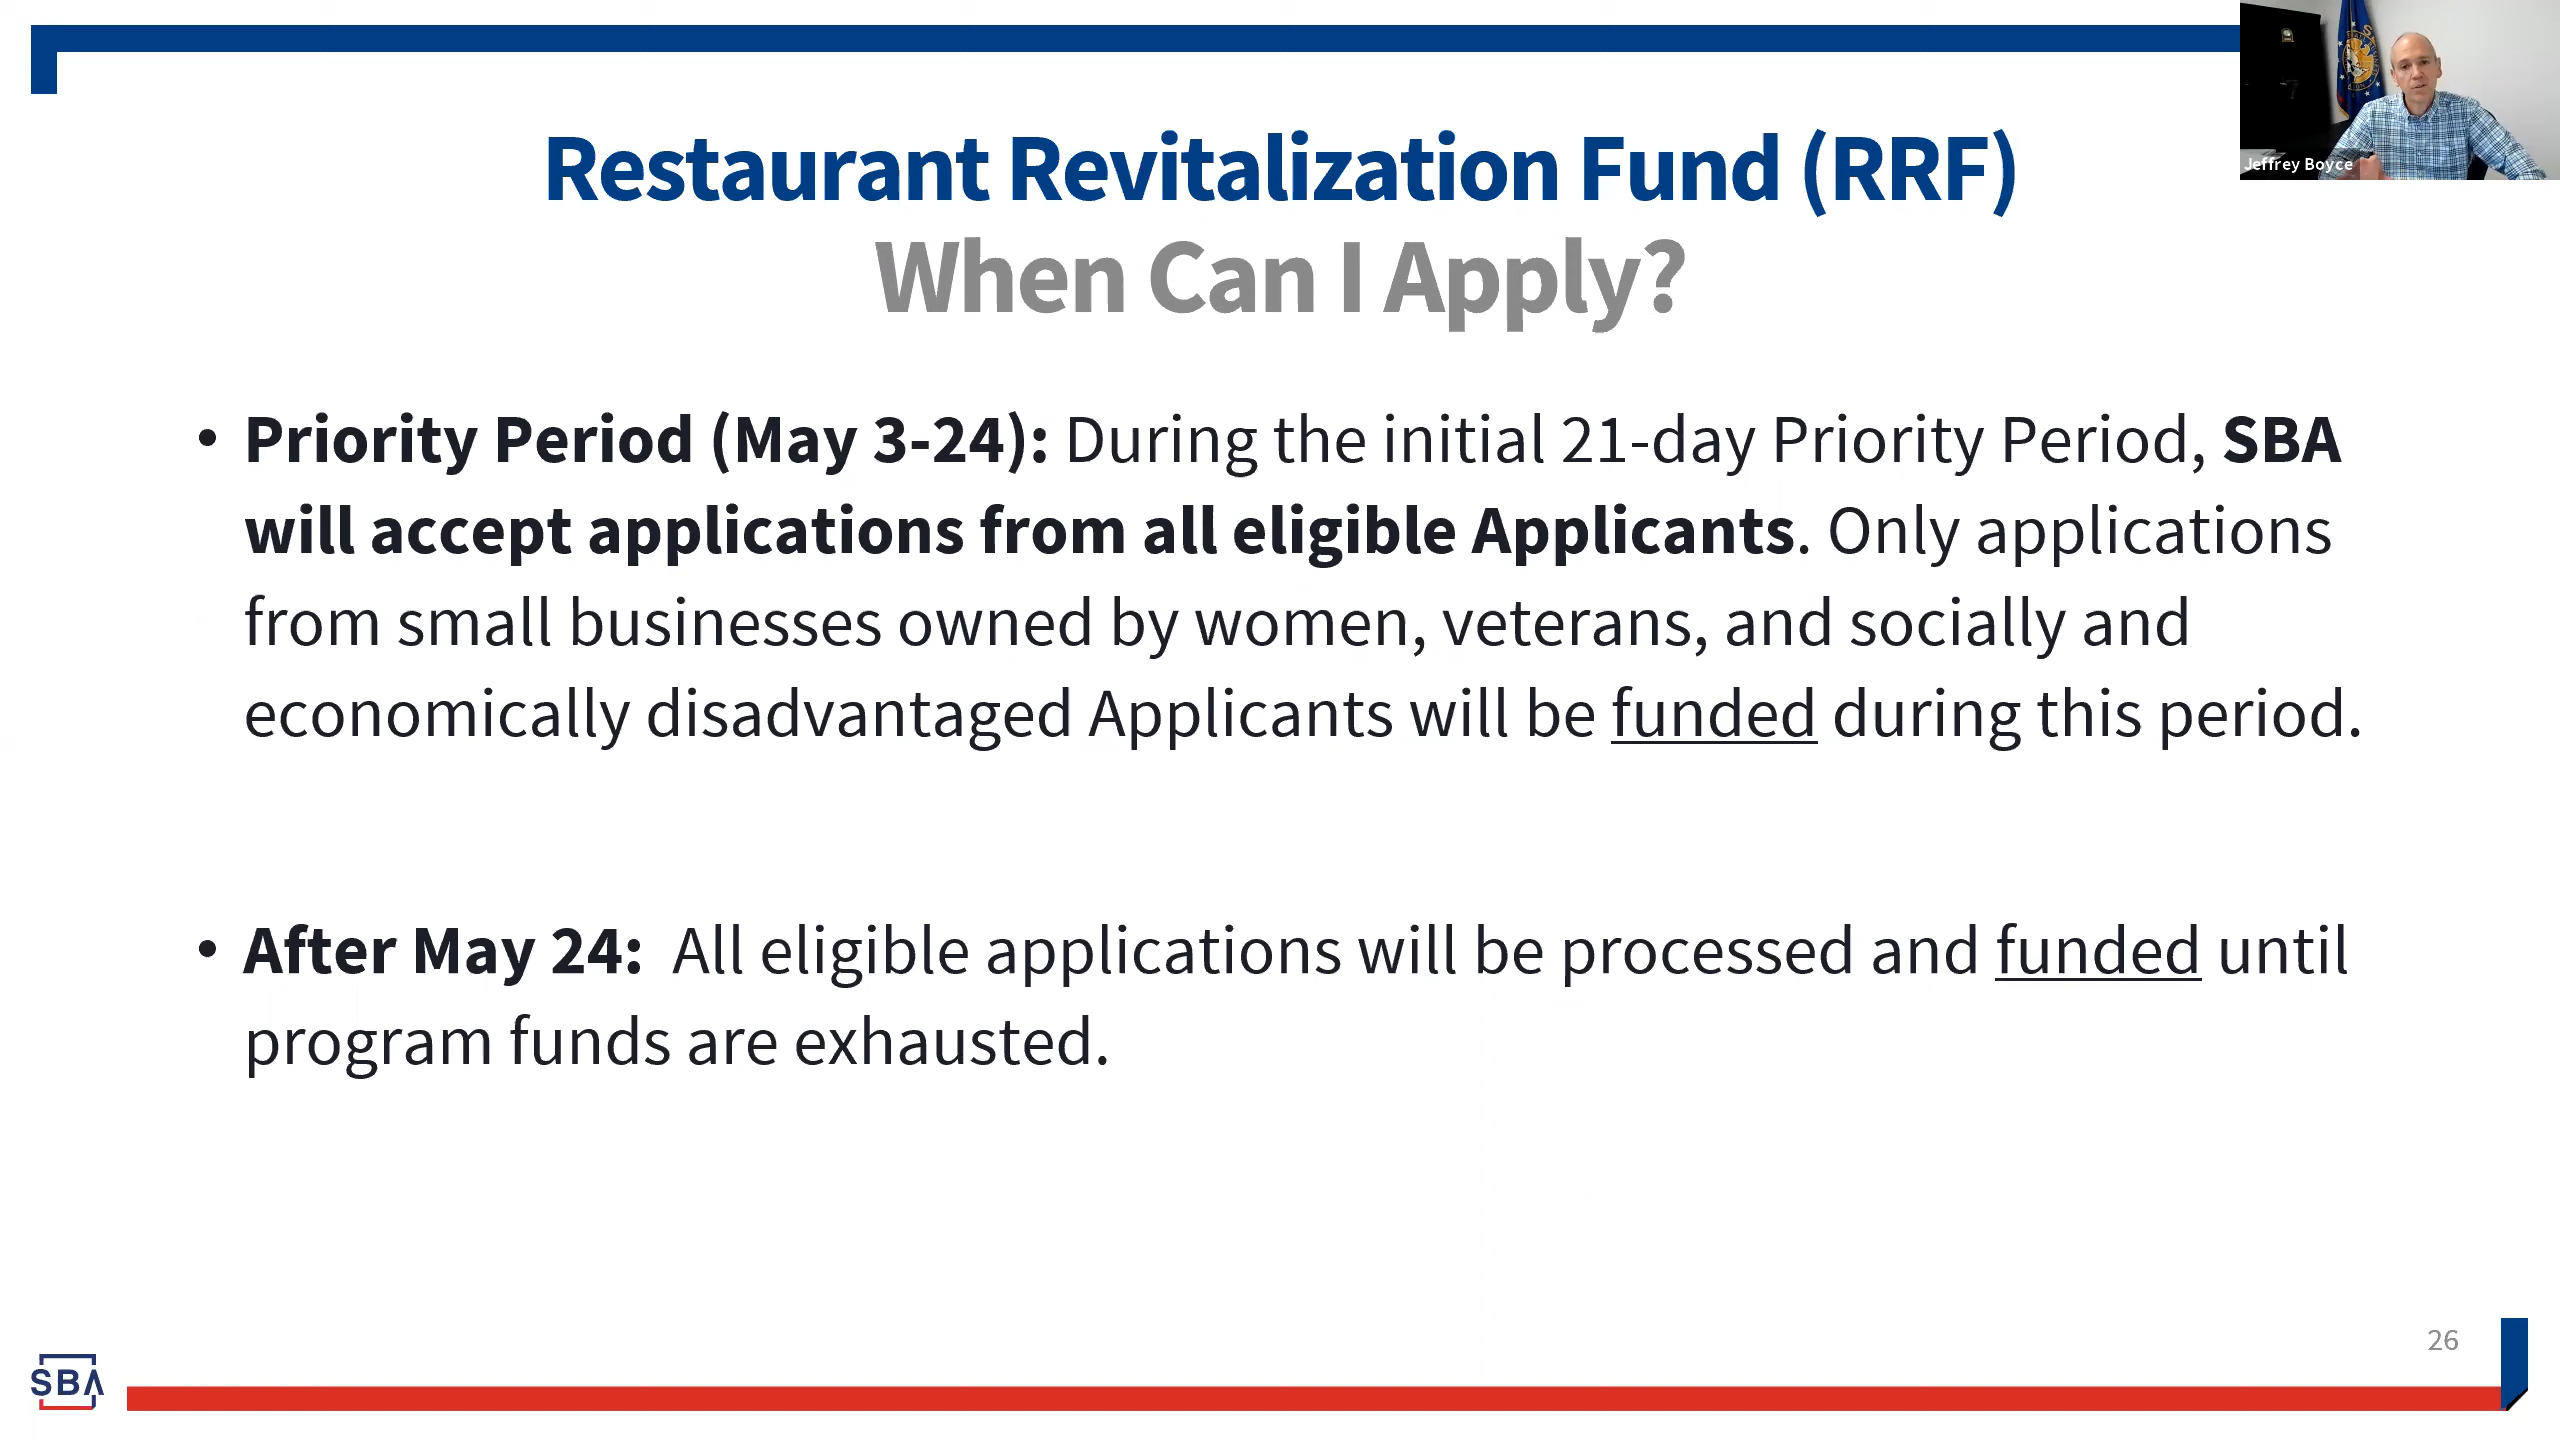 Restaurant Revitalization Fund (RRF)
When Can I Apply?
Jeffrey Boyce
• Priority Period (May 3-24): During the initial 21-day Priority Period, SBA
will accept applications from all eligible Applicants. Only applications
from small businesses owned by women, veterans, and socially and
economically disadvantaged Applicants will be funded during this period.
• After May 24:  All eligible applications will be processed and funded until
program funds are exhausted.
26
SBA